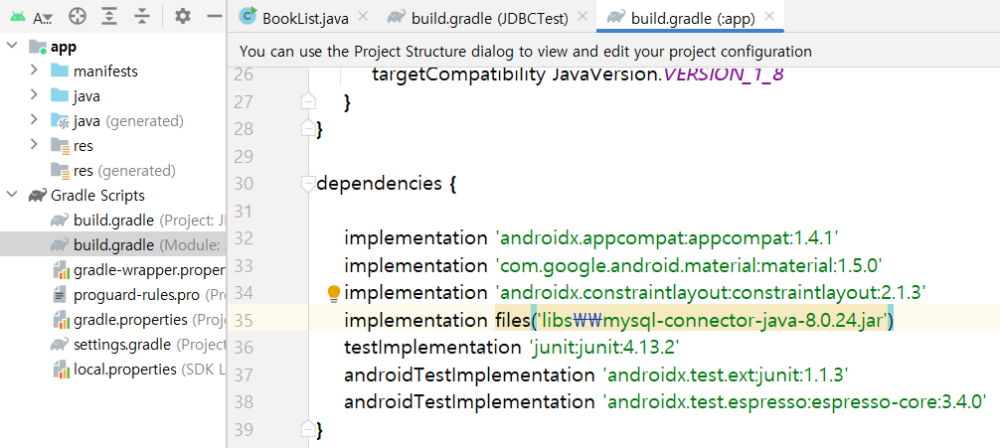 A...
BookList.java
build.gradle (JDBCTest)
build.gradle (:app)
You can use the Project Structure dialog to view and edit your project configuration
app
manifests
java
java (generated)
res
res (generated)
Gradle Scripts
build.gradle (Project: JI
build.gradle (Module: .
gradle-wrapper.proper
proguard-rules.pro (Pro
gradle.properties (Proje
settings.gradle (Project
local.properties (SDK L
26 targetCompatibility JavaVersion.VERSION_1_8
27 }
28 }
29
30 dependencies {
31
32 implementation 'androidx.appcompat:appcompat:1.4.1'
33 implementation 'com.google.android.material:material:1.5.0'
34 implementation 'androidx.constraintlayout:constraintlayout:2.1.3'
35 implementation files('libs₩₩mysql-connector-java-8.0.24.jar')
36 testImplementation 'junit:junit:4.13.2'
37 androidTestImplementation 'androidx.test.ext:junit:1.1.3'
38 androidTestImplementation 'androidx.test.espresso:espresso-core:3.4.0'
39 }